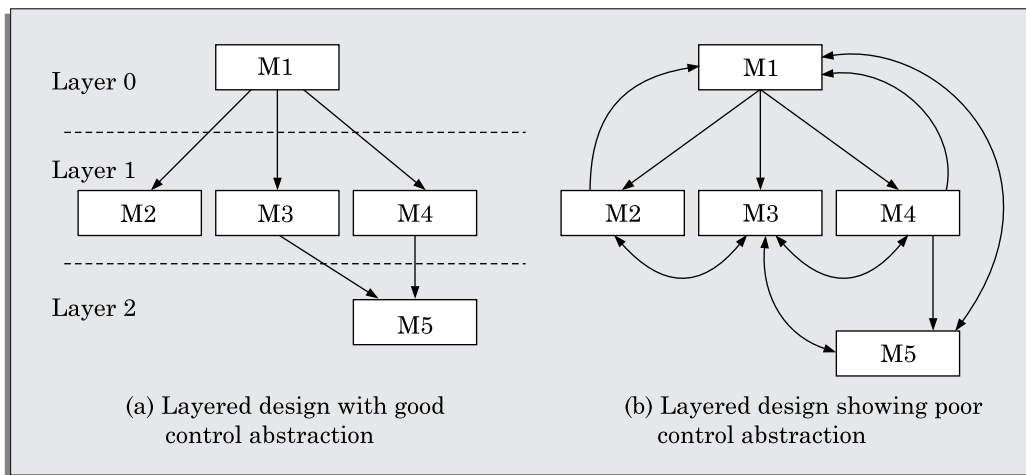 Layer 0
M1
Layer 1
M2
M3
M4
Layer 2
M5
(a) Layered design with good
control abstraction
M1
M2
M3
M4
M5
(b) Layered design showing poor
control abstraction